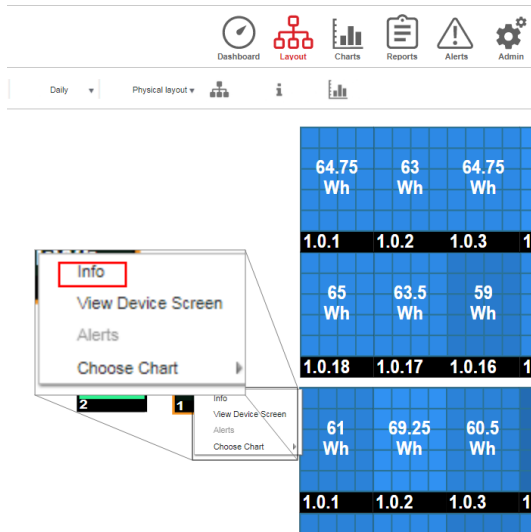 Dashboard Layout Charts Reports Alerts Admin
Daily Physical layout
64.75 Wh 63 Wh 64.75 Wh
1.0.1 1.0.2 1.0.3 1
65 Wh 63.5 Wh 59 Wh
1.0.18 1.0.17 1.0.16 1
Info
View Device Screen
Alerts
Choose Chart
2 1
Info
View Device Screen
Alerts
Choose Chart
61 Wh 69.25 Wh 60.5 Wh
1.0.1 1.0.2 1.0.3 1